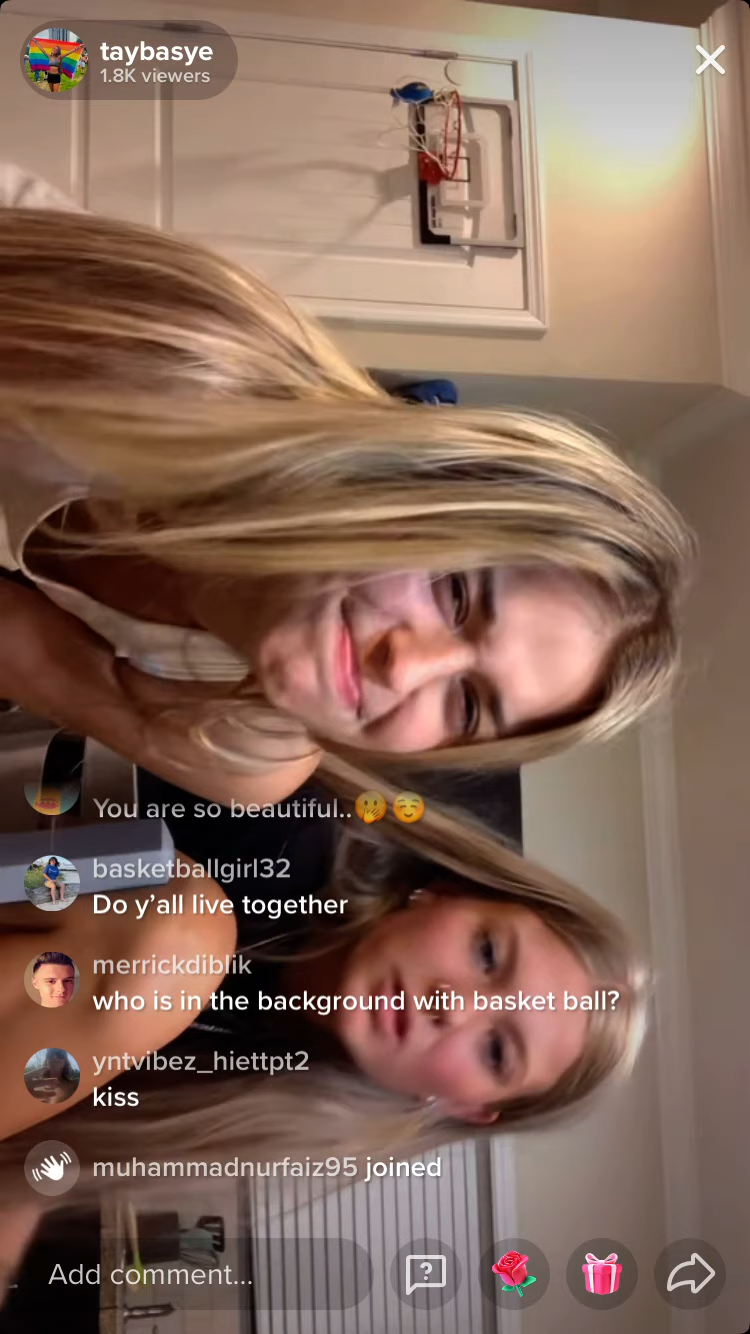 taybasye
1.8K viewers
You are so beautiful..🤭☺️
basketballgirl32
Do y’all live together
merrickdiblik
who is in the background with basket ball?
yntvibez_hiettpt2
kiss
muhammadnurfaiz95 joined
Add comment...